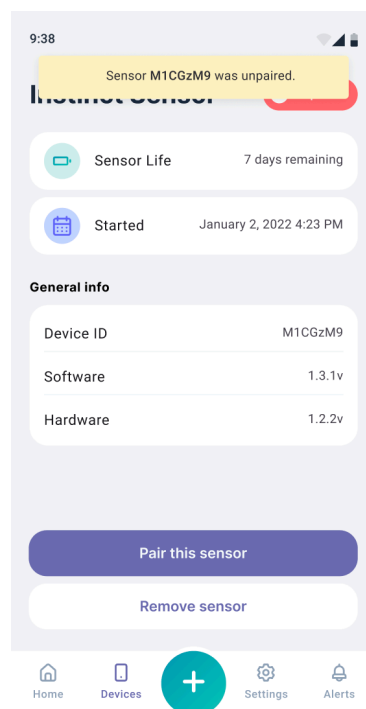 9:38
Sensor M1CGzM9 was unpaired.
Sensor Life
7 days remaining
Started
January 2, 2022 4:23 PM
General info
Device ID
M1CGzM9
Software
1.3.1v
Hardware
1.2.2v
Pair this sensor
Remove sensor
Home
Devices
Settings
Alerts